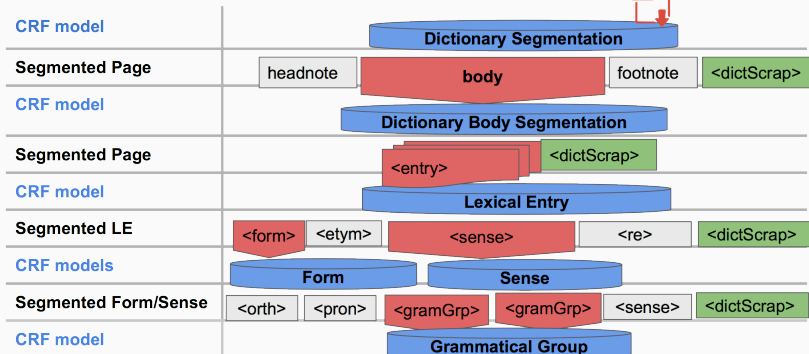 CRF model
Dictionary Segmentation
Segmented Page
headnote
body
footnote
<dictScrap>
CRF model
Dictionary Body Segmentation
Segmented Page
<entry>
<dictScrap>
CRF model
Lexical Entry
Segmented LE
<form>
<etym>
<sense>
<re>
<dictScrap>
CRF models
Form
Sense
Segmented Form/Sense
<orth>
<pron>
<gramGrp>
<gramGrp>
<sense>
<dictScrap>
CRF model
Grammatical Group